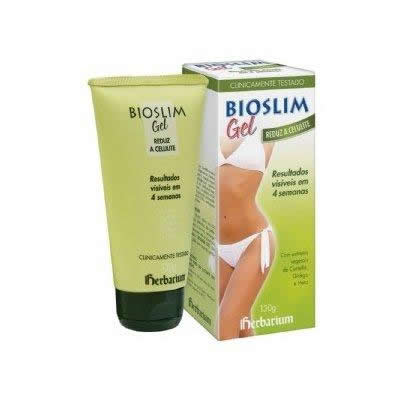 BIOSLIM
Gel
REDUZ
A CELULITE
Resultados
visíveis em
4 semanas
CLINICAMENTE TESTADO
Herbarium
CLINICAMENTE TESTADO
BIOSLIM
Gel
REDUZ A CELULITE
Resultados
visíveis em
4 semanas
Com extratos
vegetais
de Centella,
Ginkgo
e Hera
120g
Herbarium